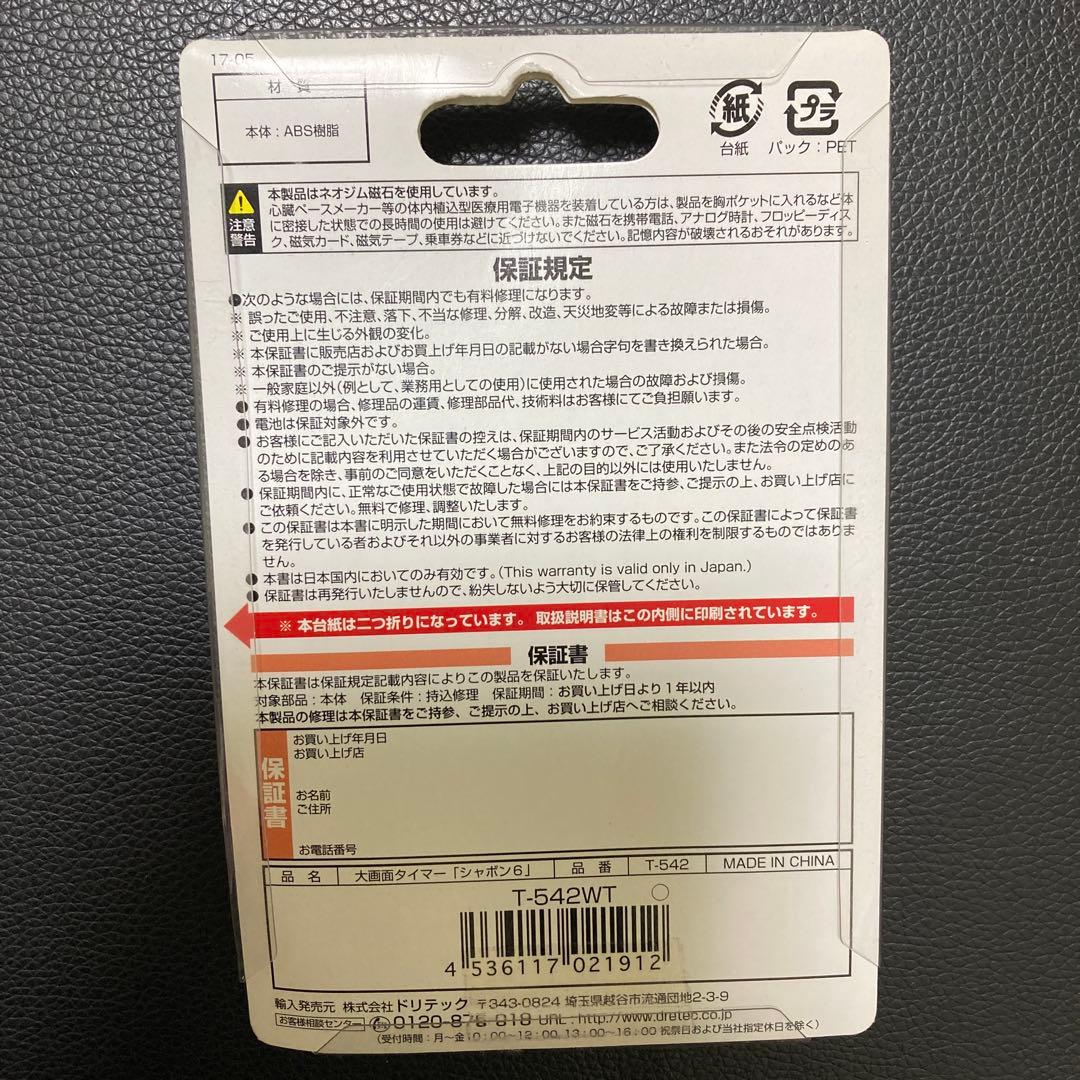 17-05
材 質
本体：ABS樹脂
紙
台紙
プラ
パック：PET
注意
警告
本製品はネオジム磁石を使用しています。
心臓ペースメーカー等の体内植込型医療用電子機器を装着している方は、製品を胸ポケットに入れるなど体
に密接した状態での長時間の使用は避けてください。また磁石を携帯電話、アナログ時計、フロッピーディス
ク、磁気カード、磁気テープ、乗車券などに近づけないでください。記憶内容が破壊されるおそれがあります。
保証規定
●次のような場合には、保証期間内でも有料修理になります。
※ 誤ったご使用、不注意、落下、不当な修理、分解、改造、天災地変等による故障または損傷。
※ ご使用上に生じる外観の変化。
※ 本保証書に販売店およびお買上げ年月日の記載がない場合字句を書き換えられた場合。
※ 本保証書のご提示がない場合。
※ 一般家庭以外(例として、業務用としての使用)に使用された場合の故障および損傷。
● 有料修理の場合、修理品の運賃、修理部品代、技術料はお客様にてご負担願います。
● 電池は保証対象外です。
● お客様にご記入いただいた保証書の控えは、保証期間内のサービス活動およびその後の安全点検活動
のために記載内容を利用させていただく場合がございますので、ご了承ください。また法令の定めのあ
る場合を除き、事前のご同意をいただくことなく、上記の目的以外には使用いたしません。
● 保証期間内に、正常なご使用状態で故障した場合には本保証書をご持参、ご提示の上、お買い上げ店に
ご依頼ください。無料で修理、調整いたします。
● この保証書は本書に明示した期間において無料修理をお約束するものです。この保証書によって保証書
を発行している者およびそれ以外の事業者に対するお客様の法律上の権利を制限するものではありま
せん。
● 本書は日本国内においてのみ有効です。(This warranty is valid only in Japan.)
● 保証書は再発行いたしませんので、紛失しないよう大切に保管してください。
※ 本台紙は二つ折りになっています。 取扱説明書はこの内側に印刷されています。
保証書
本保証書は保証規定記載内容によりこの製品を保証いたします。
対象部品：本体 保証条件：持込修理 保証期間：お買い上げ日より1年以内
本製品の修理は本保証書をご持参、ご提示の上、お買い上げ店へご相談ください。
保証書
お買い上げ年月日
お買い上げ店
お名前
ご住所
お電話番号
品 名 大画面タイマー「シャボン6」 品 番 T-542 MADE IN CHINA
T-542WT
4 536117 021912
輸入発売元 株式会社ドリテック 〒343-0824 埼玉県越谷市流通団地2-3-9
お客様相談センター 0120-875-019 URL : http://www.dretec.co.jp
(受付時間：月〜金10:00〜12:00, 13:00〜16:00 祝祭日および当社指定休日を除く)